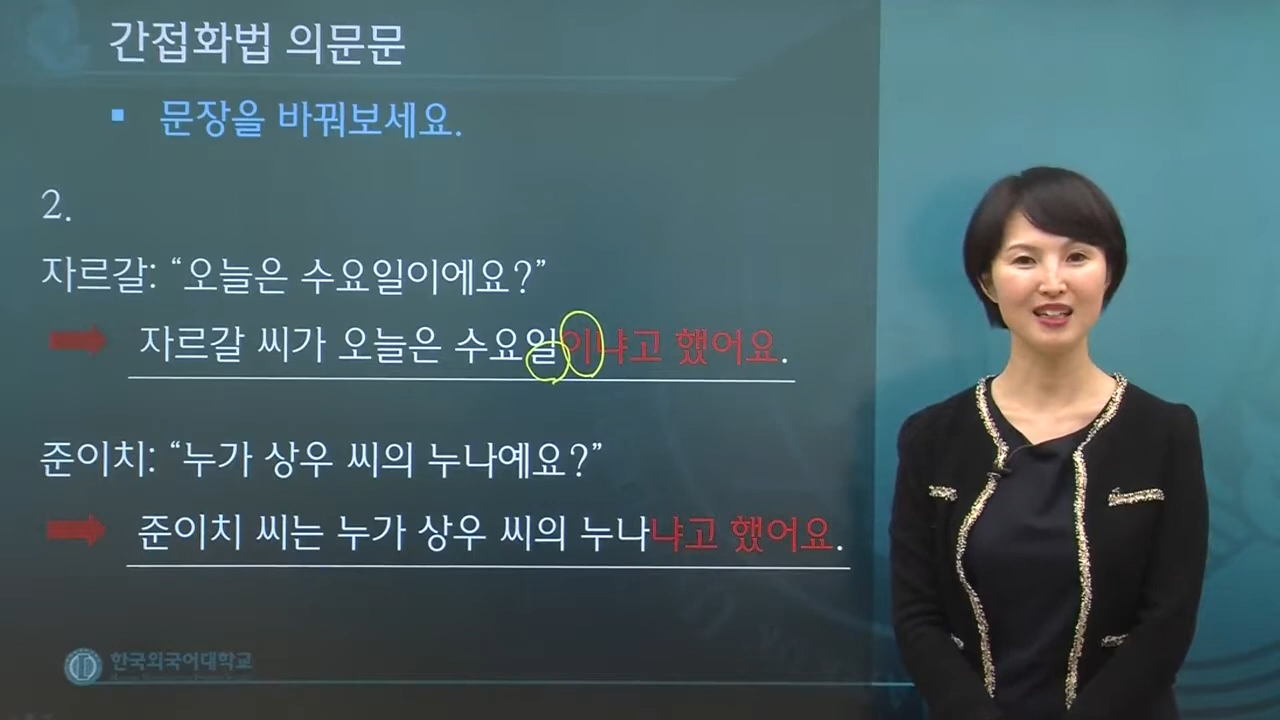 간접화법 의문문
▪ 문장을 바꿔보세요.
2.
자르갈: “오늘은 수요일이에요?”
자르갈 씨가 오늘은 수요일이냐고 했어요.
준이치: “누가 상우 씨의 누나예요?”
준이치 씨는 누가 상우 씨의 누나냐고 했어요.
한국외국어대학교